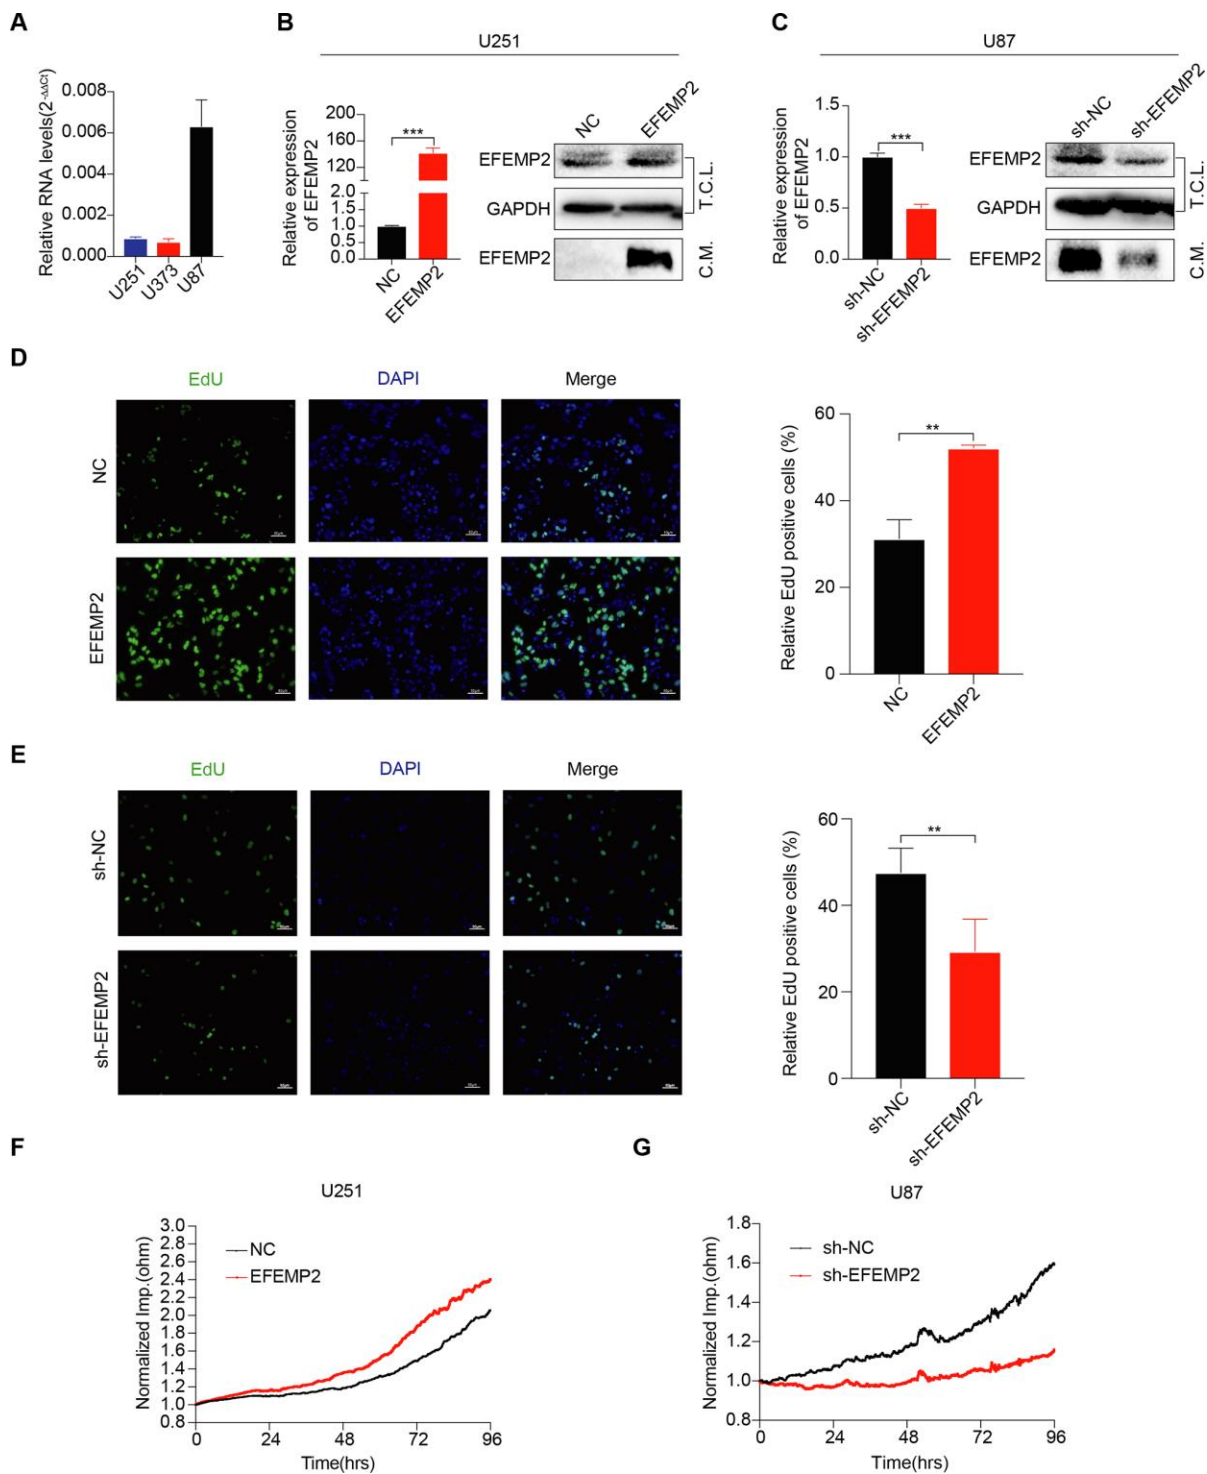 A
Relative RNA levels(2-ΔΔCt)
0.008
0.006
0.004
0.002
0.000
U251
U373
U87
B
U251
Relative expression
of EFEMP2
200
160
120
80
2.0
1.5
1.0
0.5
0.0
***
NC
EFEMP2
NC
EFEMP2
EFEMP2
GAPDH
EFEMP2
T.C.L.
C.M.
C
U87
Relative expression
of EFEMP2
1.5
1.0
0.5
0.0
***
sh-NC
sh-EFEMP2
sh-NC
sh-EFEMP2
EFEMP2
GAPDH
EFEMP2
T.C.L.
C.M.
D
EdU
DAPI
Merge
NC
EFEMP2
Relative EdU positive cells (%)
60
40
20
0
**
NC
EFEMP2
E
EdU
DAPI
Merge
sh-NC
sh-EFEMP2
Relative EdU positive cells (%)
60
40
20
0
**
sh-NC
sh-EFEMP2
F
U251
Normalized Imp.(ohm)
3.0
2.8
2.6
2.4
2.2
2.0
1.8
1.6
1.4
1.2
1.0
0.8
NC
EFEMP2
0
24
48
72
96
Time(hrs)
G
U87
Normalized Imp.(ohm)
1.8
1.6
1.4
1.2
1.0
0.8
sh-NC
sh-EFEMP2
0
24
48
72
96
Time(hrs)